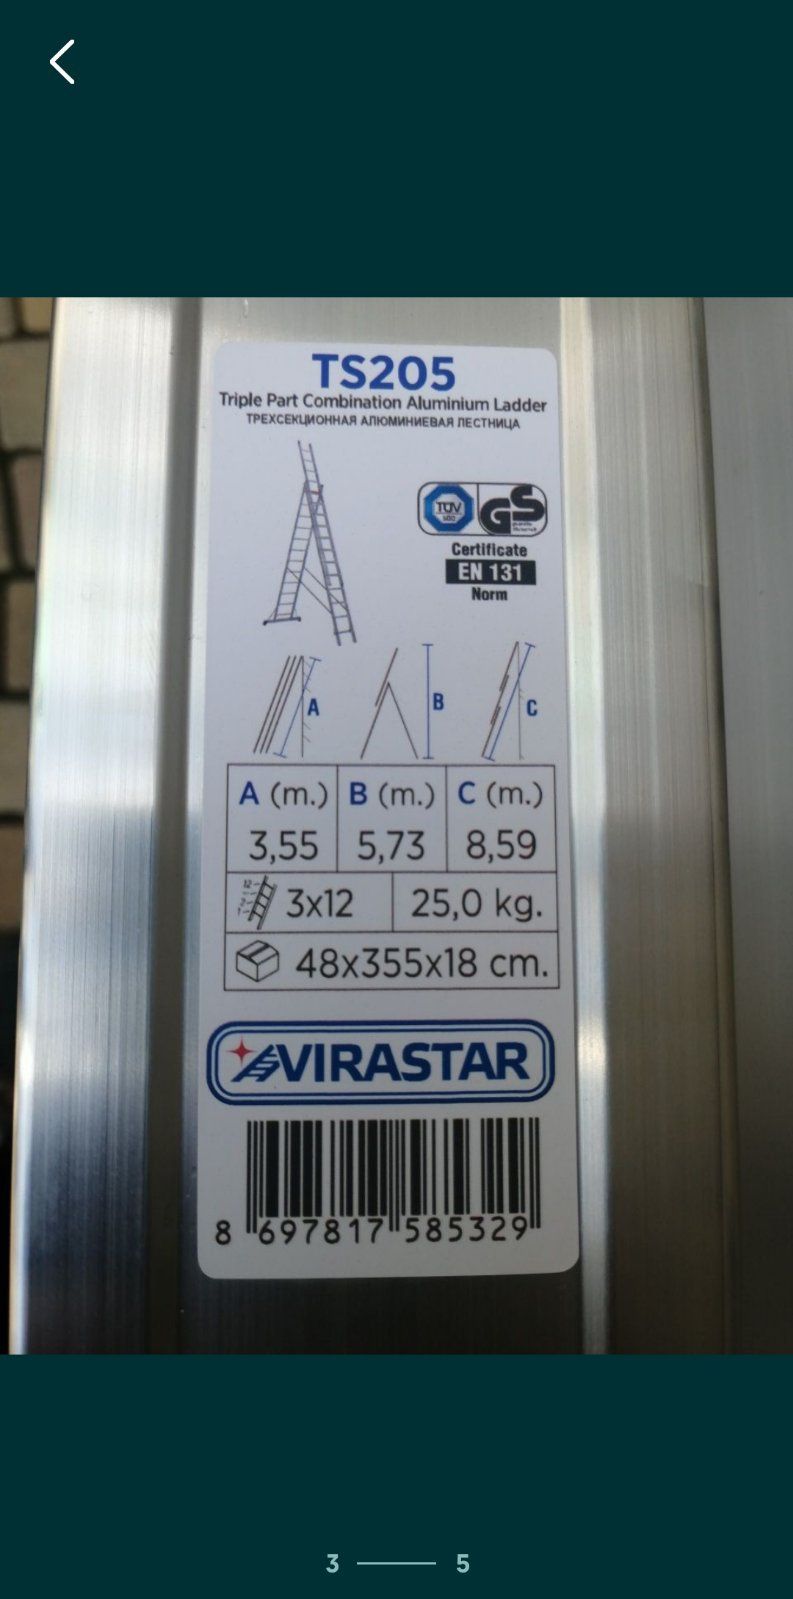 TS205
Triple Part Combination Aluminium Ladder
ТРЕХСЕКЦИОННАЯ АЛЮМИНИЕВАЯ ЛЕСТНИЦА
TÜV
GS
Certificate
EN 131
Norm
A
B
C
A (m.) B (m.) C (m.)
3,55 5,73 8,59
3x12 25,0 kg.
48x355x18 cm.
VIRASTAR
8 697817 585329
3 5